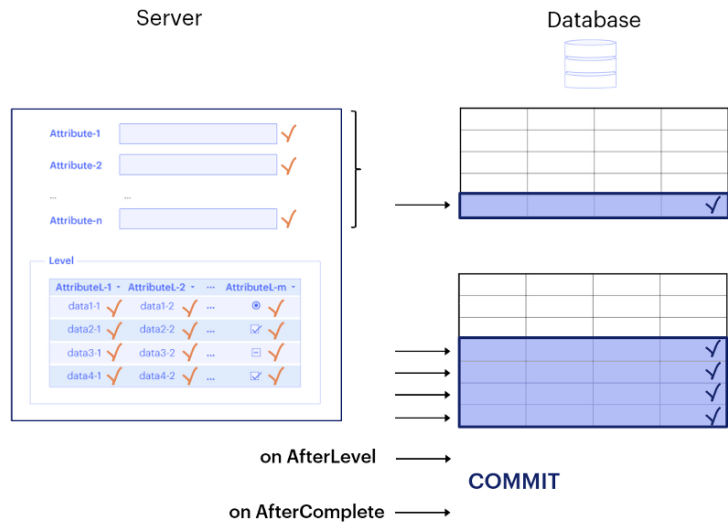 Server
Database
Attribute-1
Attribute-2
... ...
Attribute-n
Level
AttributeL-1 AttributeL-2 ... AttributeL-m
data1-1 data1-2 ...
data2-1 data2-2 ...
data3-1 data3-2 ...
data4-1 data4-2 ...
on AfterLevel
COMMIT
on AfterComplete